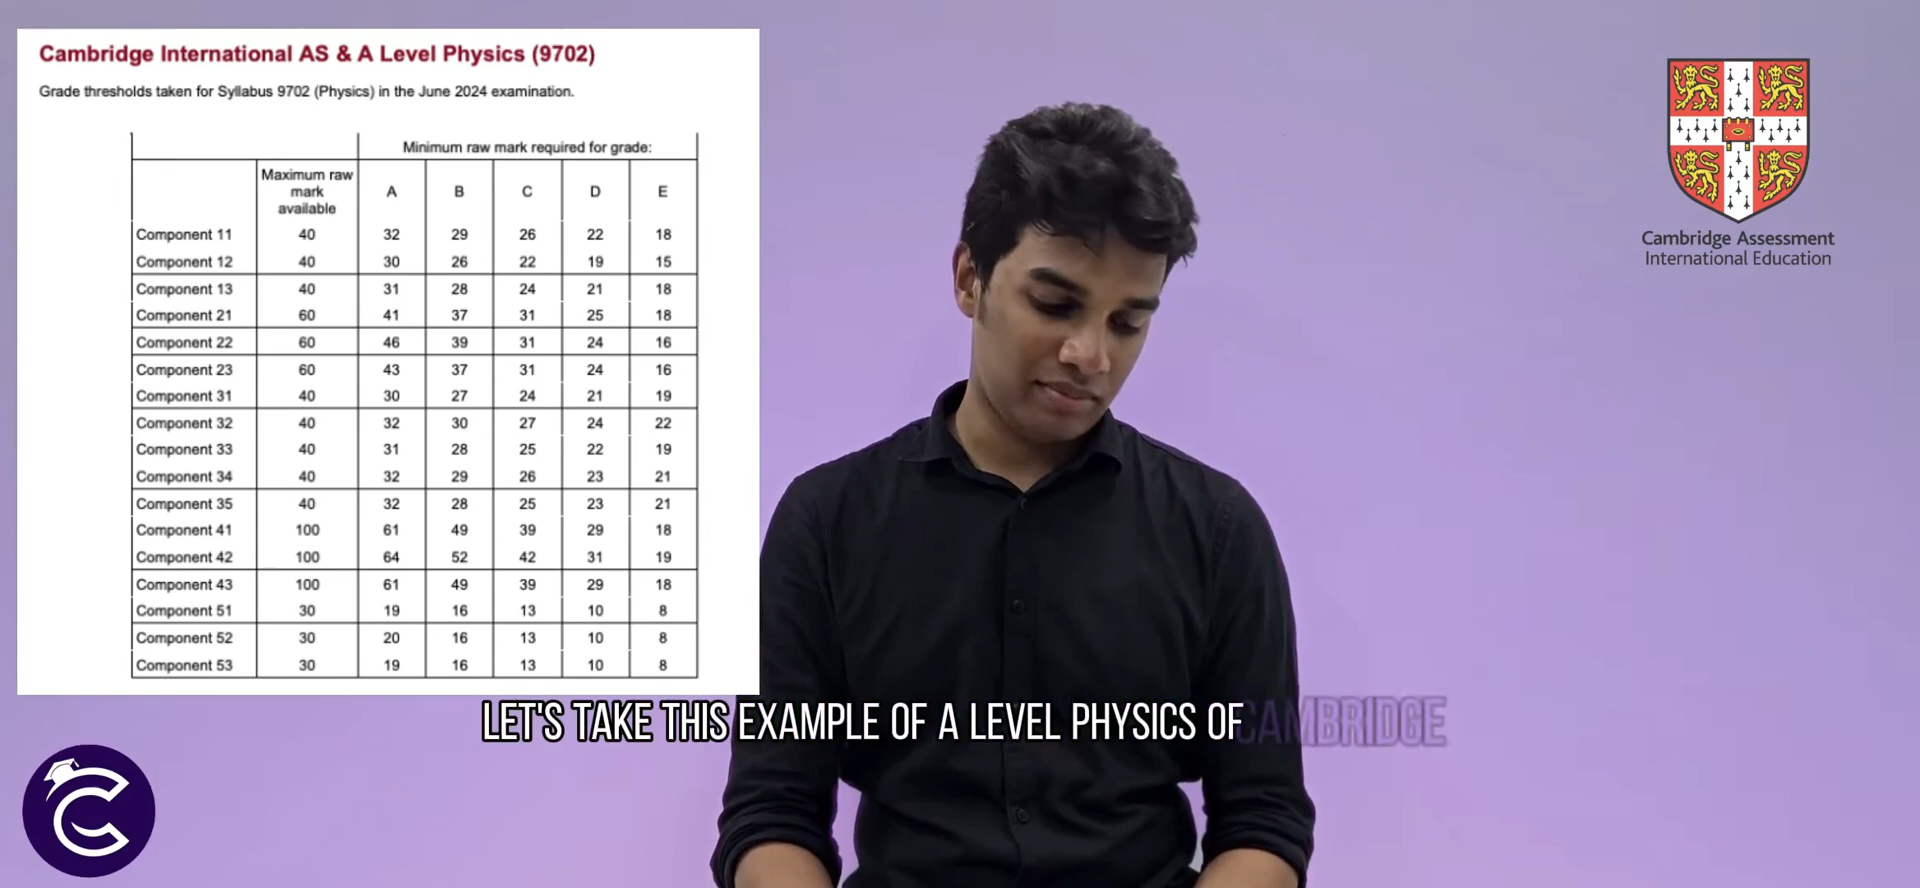 Cambridge International AS & A Level Physics (9702)
Grade thresholds taken for Syllabus 9702 (Physics) in the June 2024 examination.
Minimum raw mark required for grade:
Maximum raw mark available A B C D E
Component 11 40 32 29 26 22 18
Component 12 40 30 26 22 19 15
Component 13 40 31 28 24 21 18
Component 21 60 41 37 31 25 18
Component 22 60 46 39 31 24 16
Component 23 60 43 37 31 24 16
Component 31 40 30 27 24 21 19
Component 32 40 32 30 27 24 22
Component 33 40 31 28 25 22 19
Component 34 40 32 29 26 23 21
Component 35 40 32 28 25 23 21
Component 41 100 61 49 39 29 18
Component 42 100 64 52 42 31 19
Component 43 100 61 49 39 29 18
Component 51 30 19 16 13 10 8
Component 52 30 20 16 13 10 8
Component 53 30 19 16 13 10 8
Cambridge Assessment
International Education
LET'S TAKE THIS EXAMPLE OF A LEVEL PHYSICS OF CAMBRIDGE
C